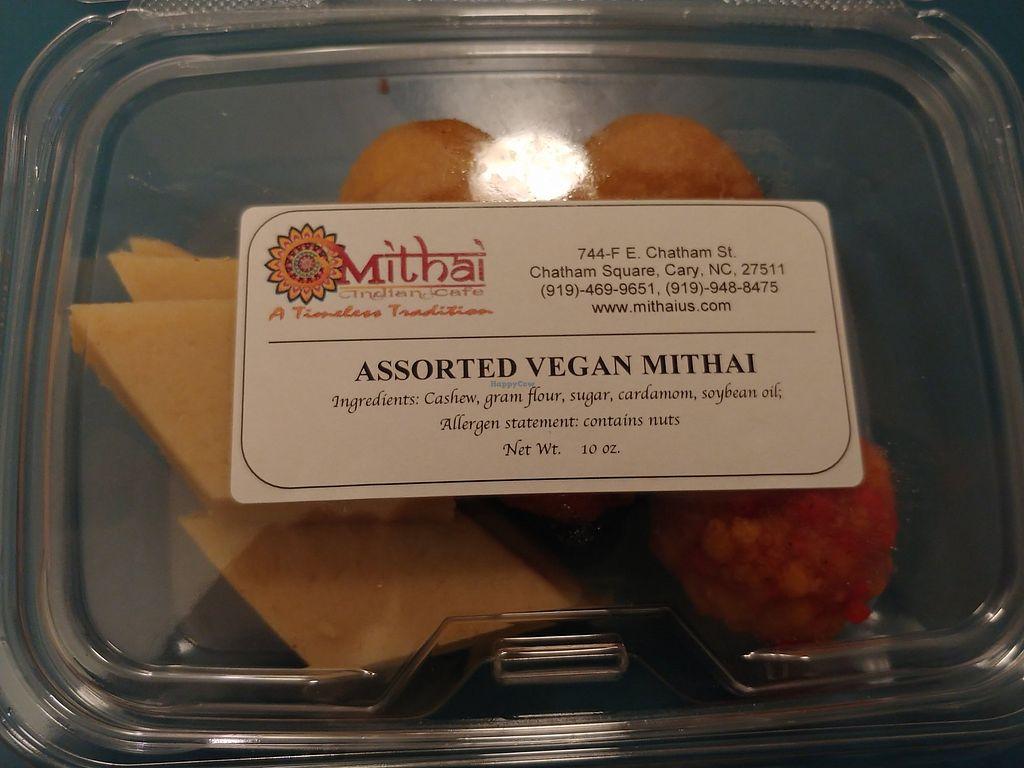 Mithai
Indian Cafe
A Timeless Tradition
744-F E. Chatham St.
Chatham Square, Cary, NC, 27511
(919)-469-9651, (919)-948-8475
www.mithaius.com
ASSORTED VEGAN MITHAI
HappyCow
Ingredients: Cashew, gram flour, sugar, cardamom, soybean oil;
Allergen statement: contains nuts
Net Wt. 10 oz.